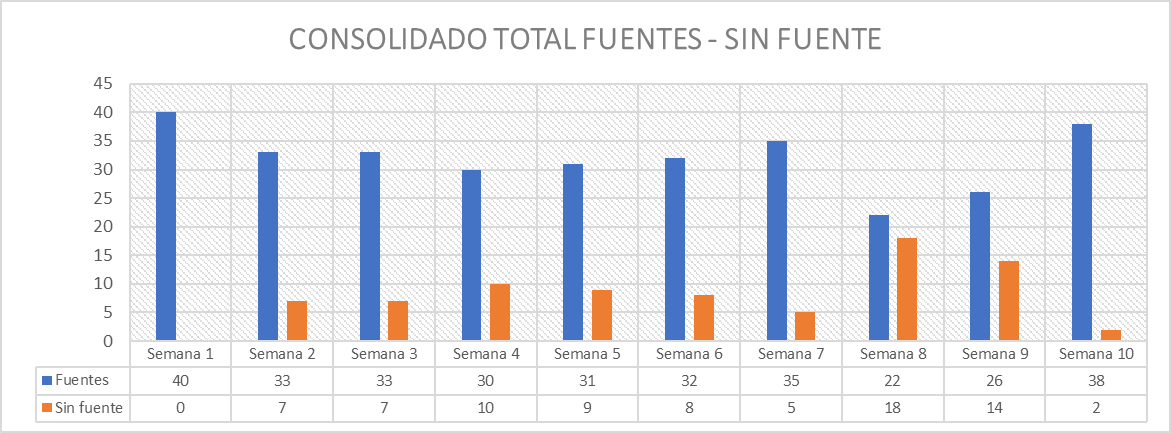 CONSOLIDADO TOTAL FUENTES - SIN FUENTE
45
40
35
30
25
20
15
10
5
0
Semana 1 Semana 2 Semana 3 Semana 4 Semana 5 Semana 6 Semana 7 Semana 8 Semana 9 Semana 10
Fuentes 40 33 33 30 31 32 35 22 26 38
Sin fuente 0 7 7 10 9 8 5 18 14 2